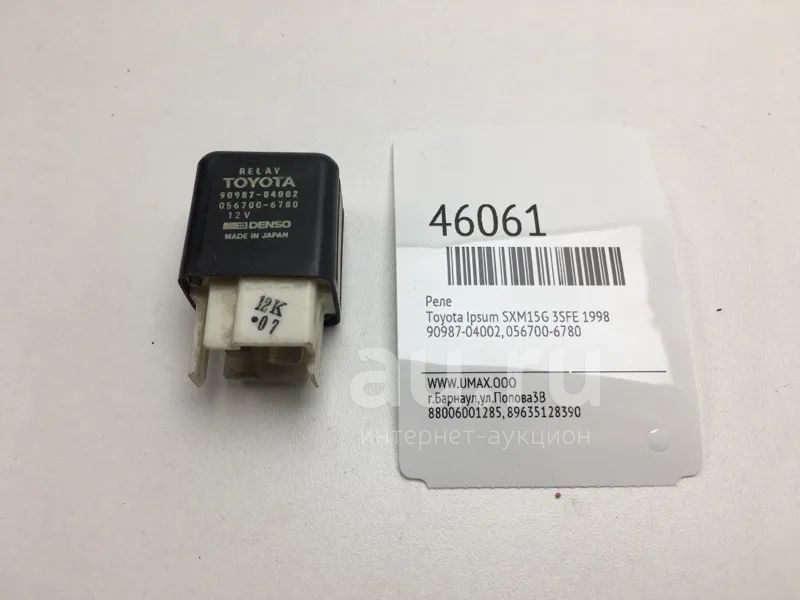 RELAY
TOYOTA
90987-04002
056700-6780
12V
DENSO
MADE IN JAPAN
12K
•07
46061
Реле
Toyota Ipsum SXM15G 3SFE 1998
90987-04002, 056700-6780
WWW.UMAX.OOO
г.Барнаул,ул.Попова3В
88006001285, 89635128390
au.ru
интернет-аукцион